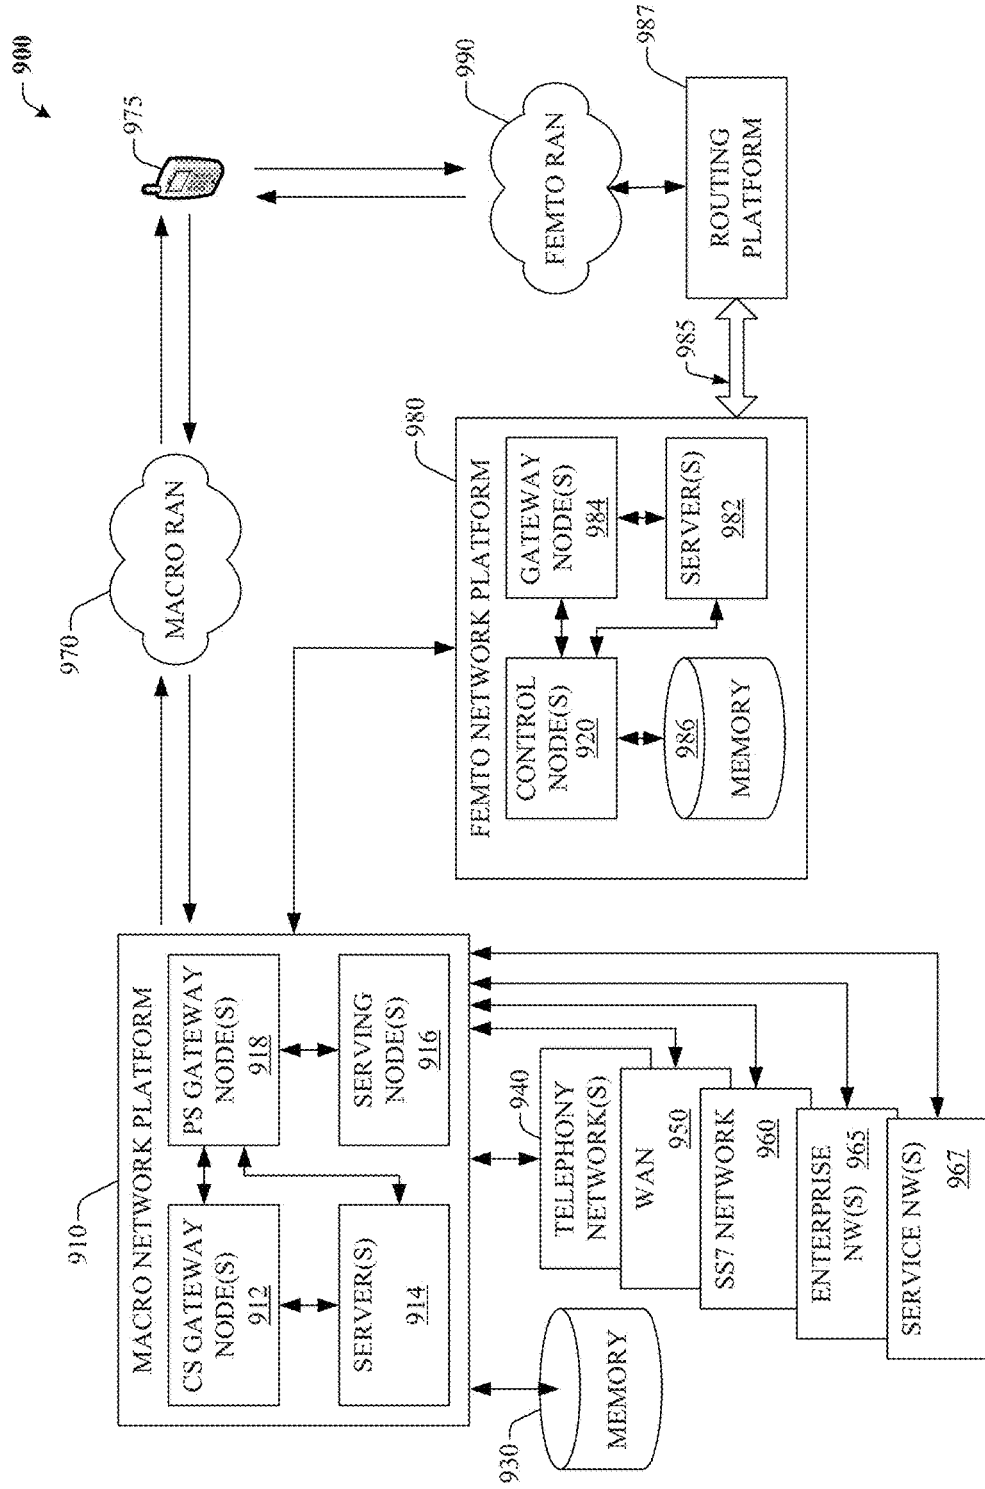 900
975
970
MACRO RAN
990
FEMTO RAN
987
ROUTING
PLATFORM
985
910
MACRO NETWORK PLATFORM
CS GATEWAY
NODE(S)
912
PS GATEWAY
NODE(S)
918
SERVER(S)
914
SERVING
NODE(S)
916
980
FEMTO NETWORK PLATFORM
CONTROL
NODE(S)
920
GATEWAY
NODE(S)
984
986
MEMORY
SERVER(S)
982
930
MEMORY
940
TELEPHONY
NETWORK(S)
WAN
950
SS7 NETWORK
960
ENTERPRISE
NW(S) 965
SERVICE NW(S)
967